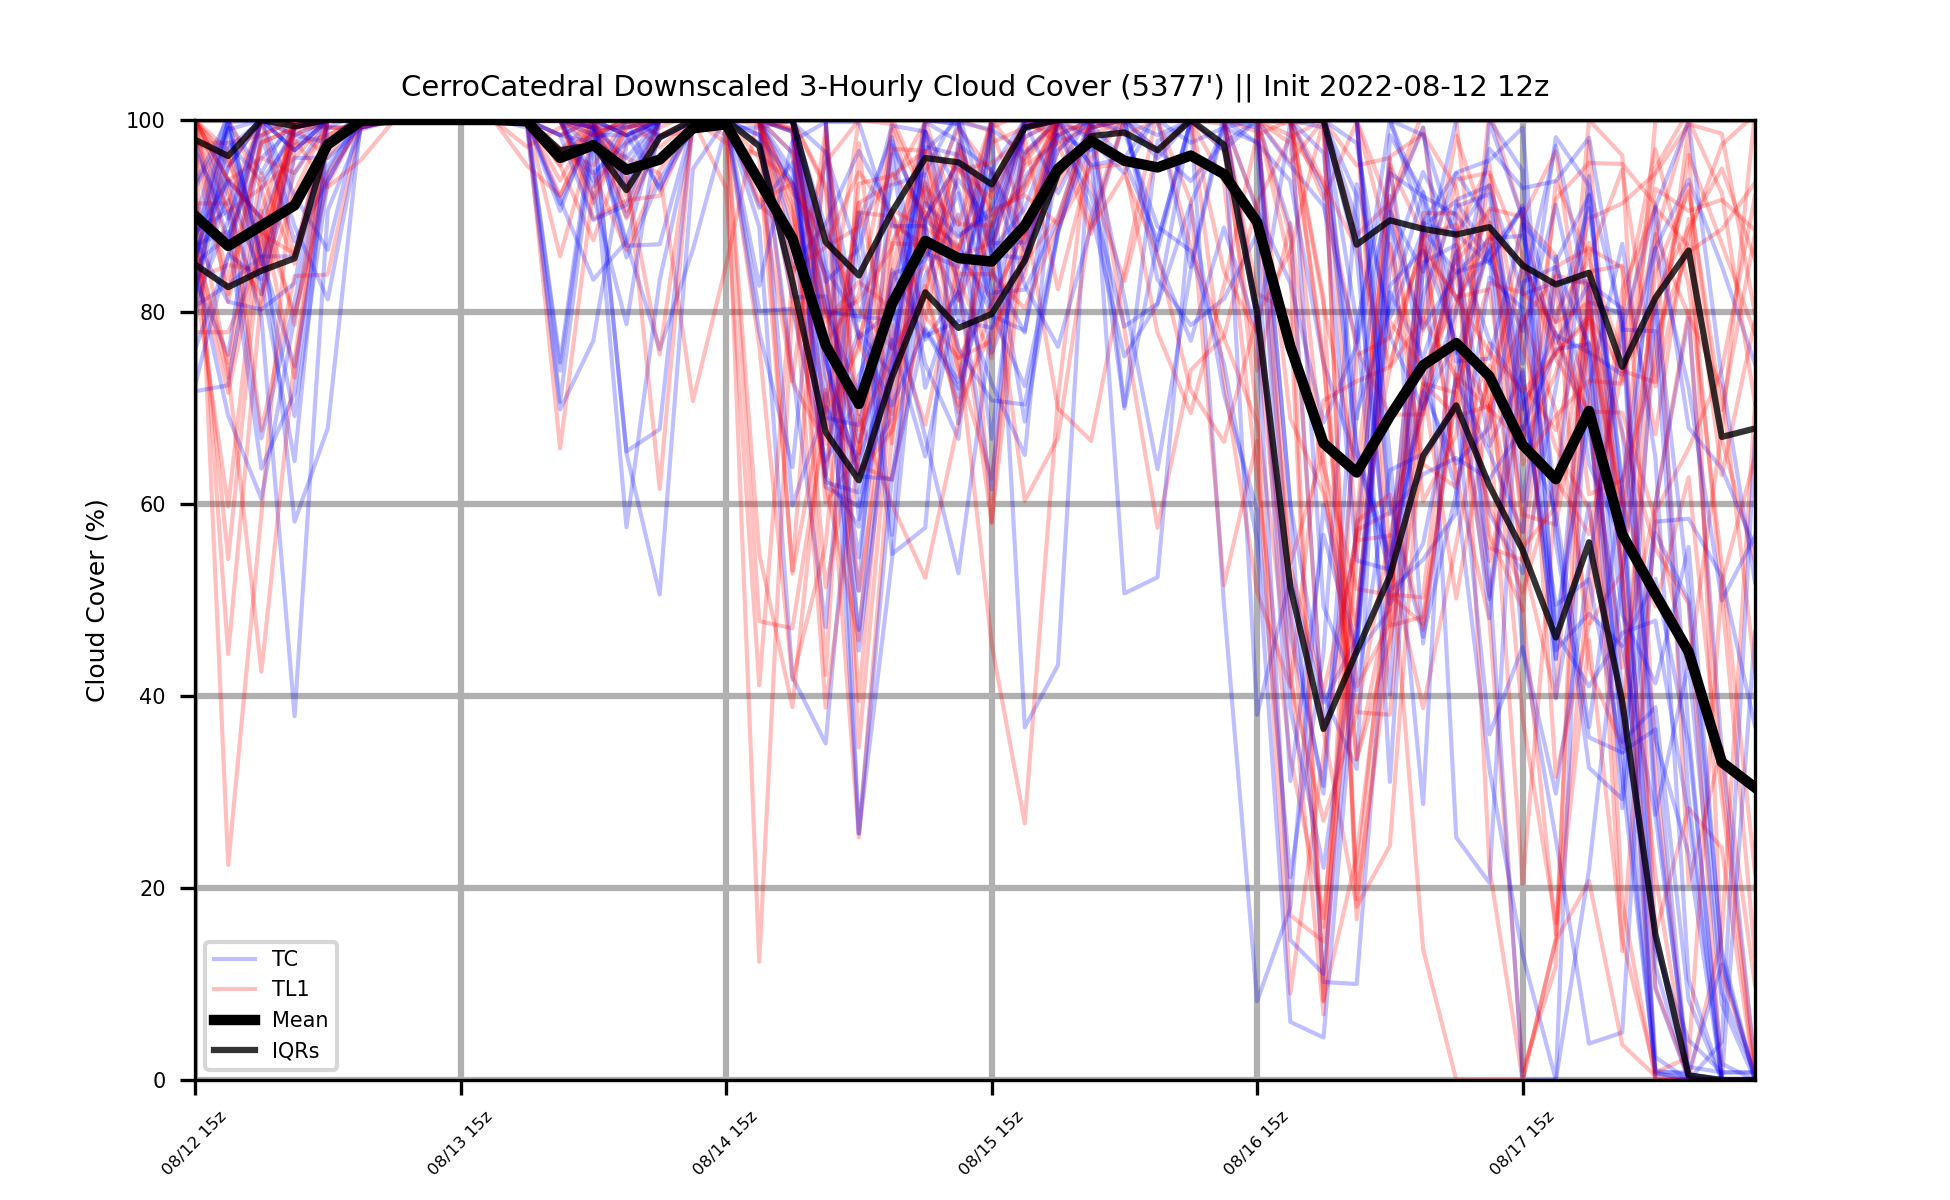 CerroCatedral Downscaled 3-Hourly Cloud Cover (5377') || Init 2022-08-12 12z
Cloud Cover (%)
100
80
60
40
20
0
TC
TL1
Mean
IQRs
08/12 15z
08/13 15z
08/14 15z
08/15 15z
08/16 15z
08/17 15z